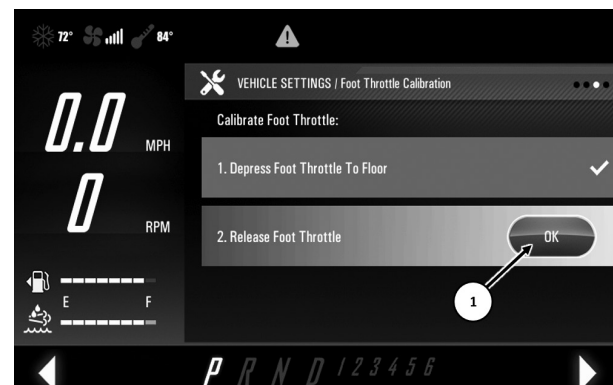 72° 84°
VEHICLE SETTINGS / Foot Throttle Calibration
Calibrate Foot Throttle:
0.0 MPH
1. Depress Foot Throttle To Floor
0 RPM
2. Release Foot Throttle OK
1
E F
P R N D 1 2 3 4 5 6